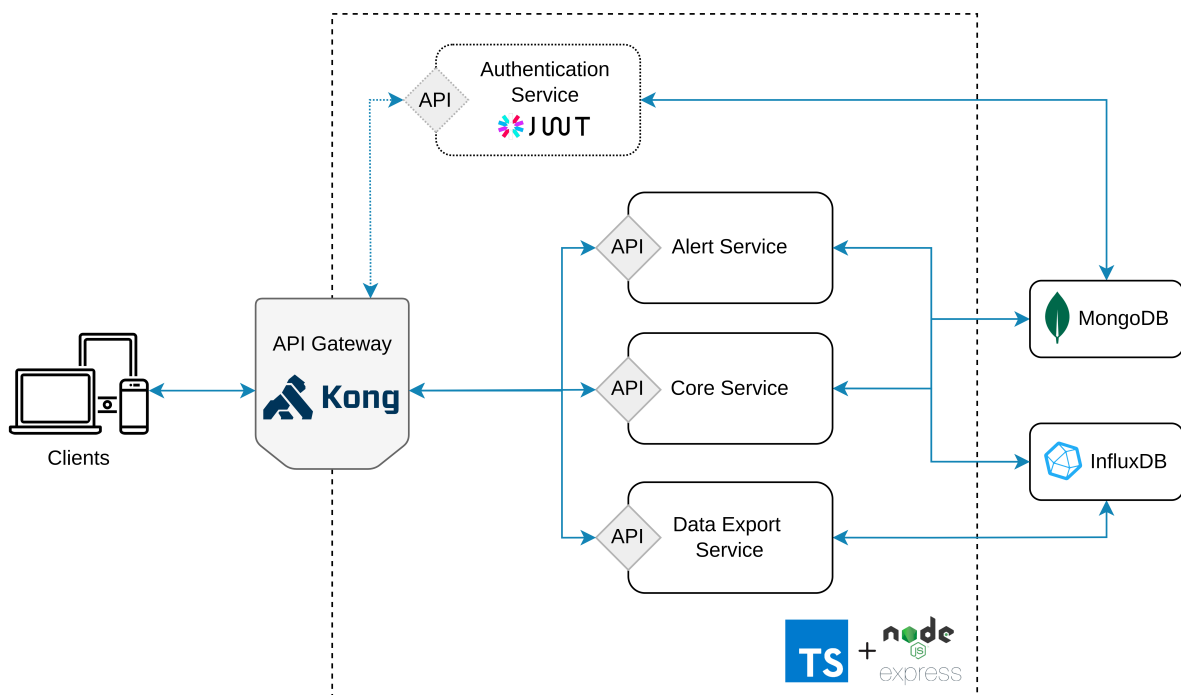 Authentication
Service
JWT
API
API
Alert Service
API Gateway
Kong
MongoDB
API
Core Service
Clients
InfluxDB
API
Data Export
Service
TS
+
node
JS
express